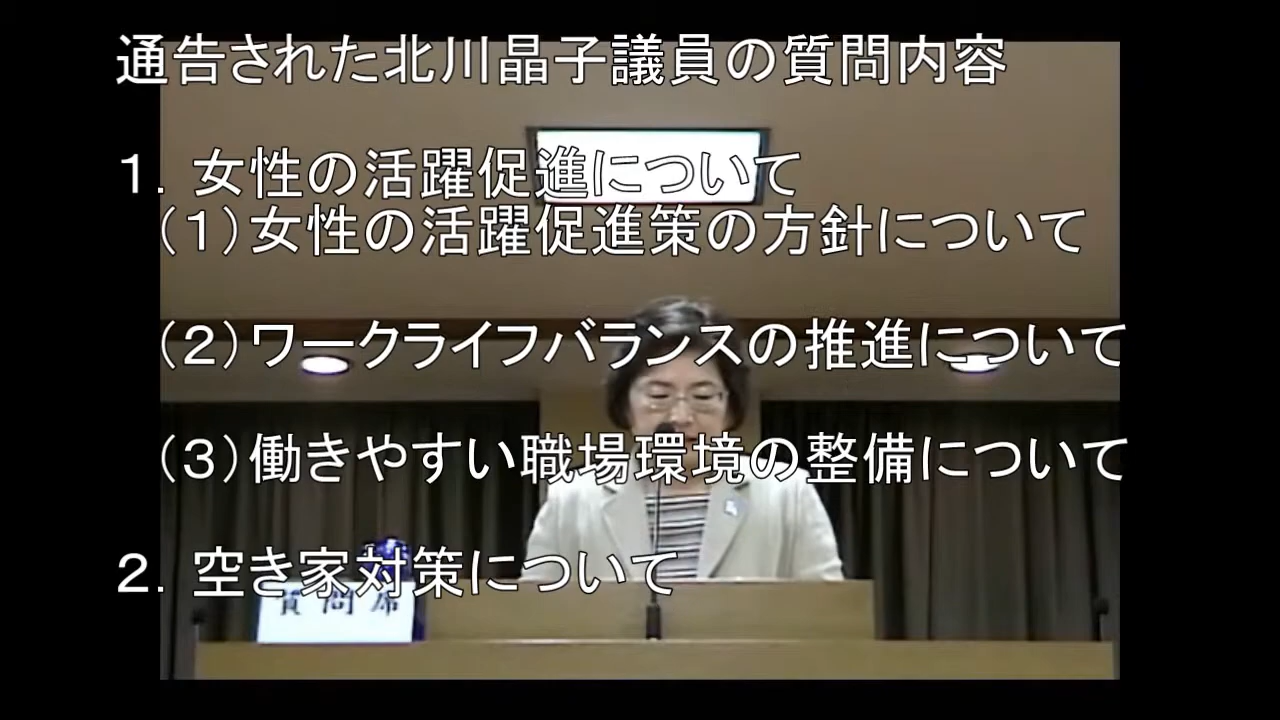 通告された北川晶子議員の質問内容
１．女性の活躍促進について
（１）女性の活躍促進策の方針について
（２）ワークライフバランスの推進について
（３）働きやすい職場環境の整備について
２．空き家対策について
質問席